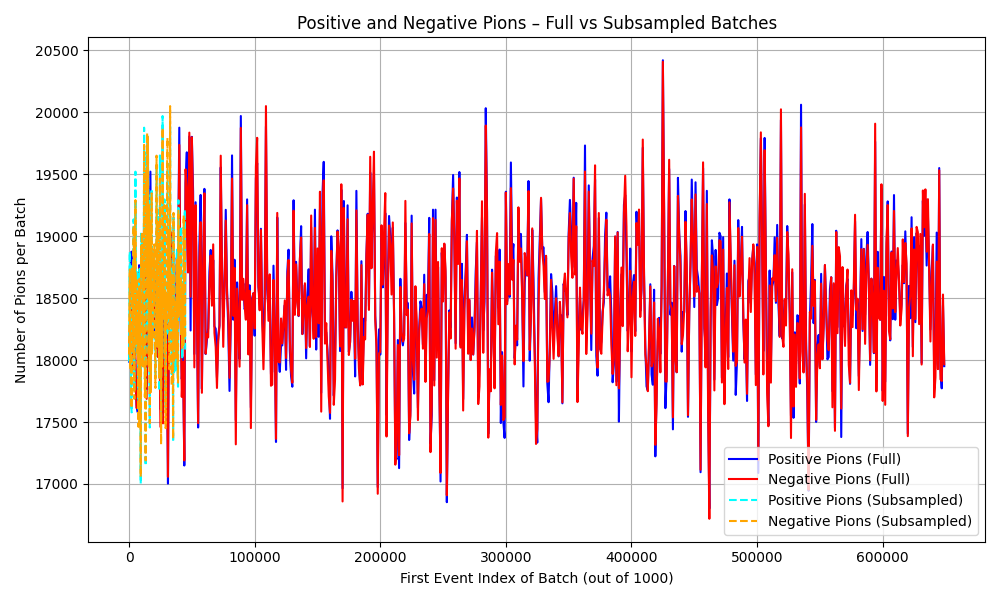 Positive and Negative Pions – Full vs Subsampled Batches
Number of Pions per Batch
20500
20000
19500
19000
18500
18000
17500
17000
0
100000
200000
300000
400000
500000
600000
First Event Index of Batch (out of 1000)
Positive Pions (Full)
Negative Pions (Full)
Positive Pions (Subsampled)
Negative Pions (Subsampled)